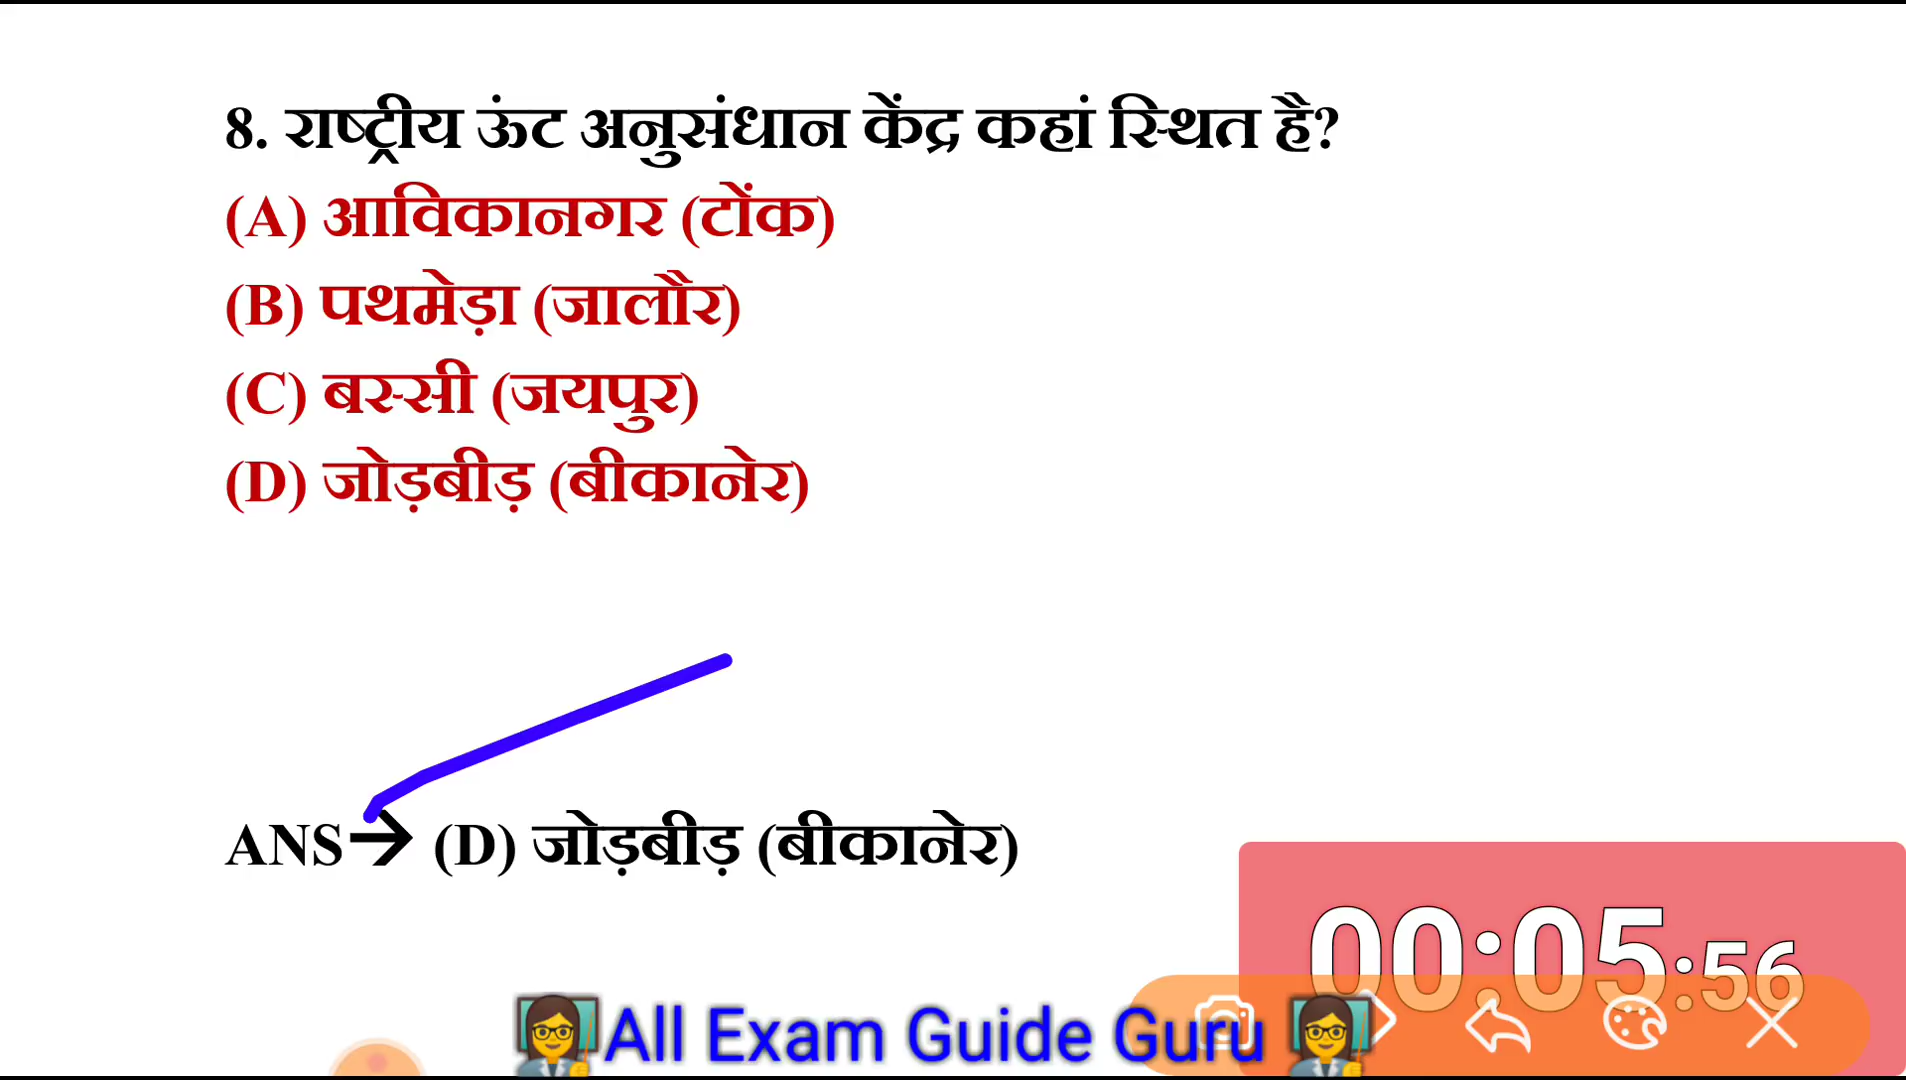 8. राष्ट्रीय ऊंट अनुसंधान केंद्र कहां स्थित है?
(A) आविकानगर (टोंक)
(B) पथमेड़ा (जालौर)
(C) बस्सी (जयपुर)
(D) जोड़बीड़ (बीकानेर)
ANS→ (D) जोड़बीड़ (बीकानेर)
00:05:56
All Exam Guide Guru